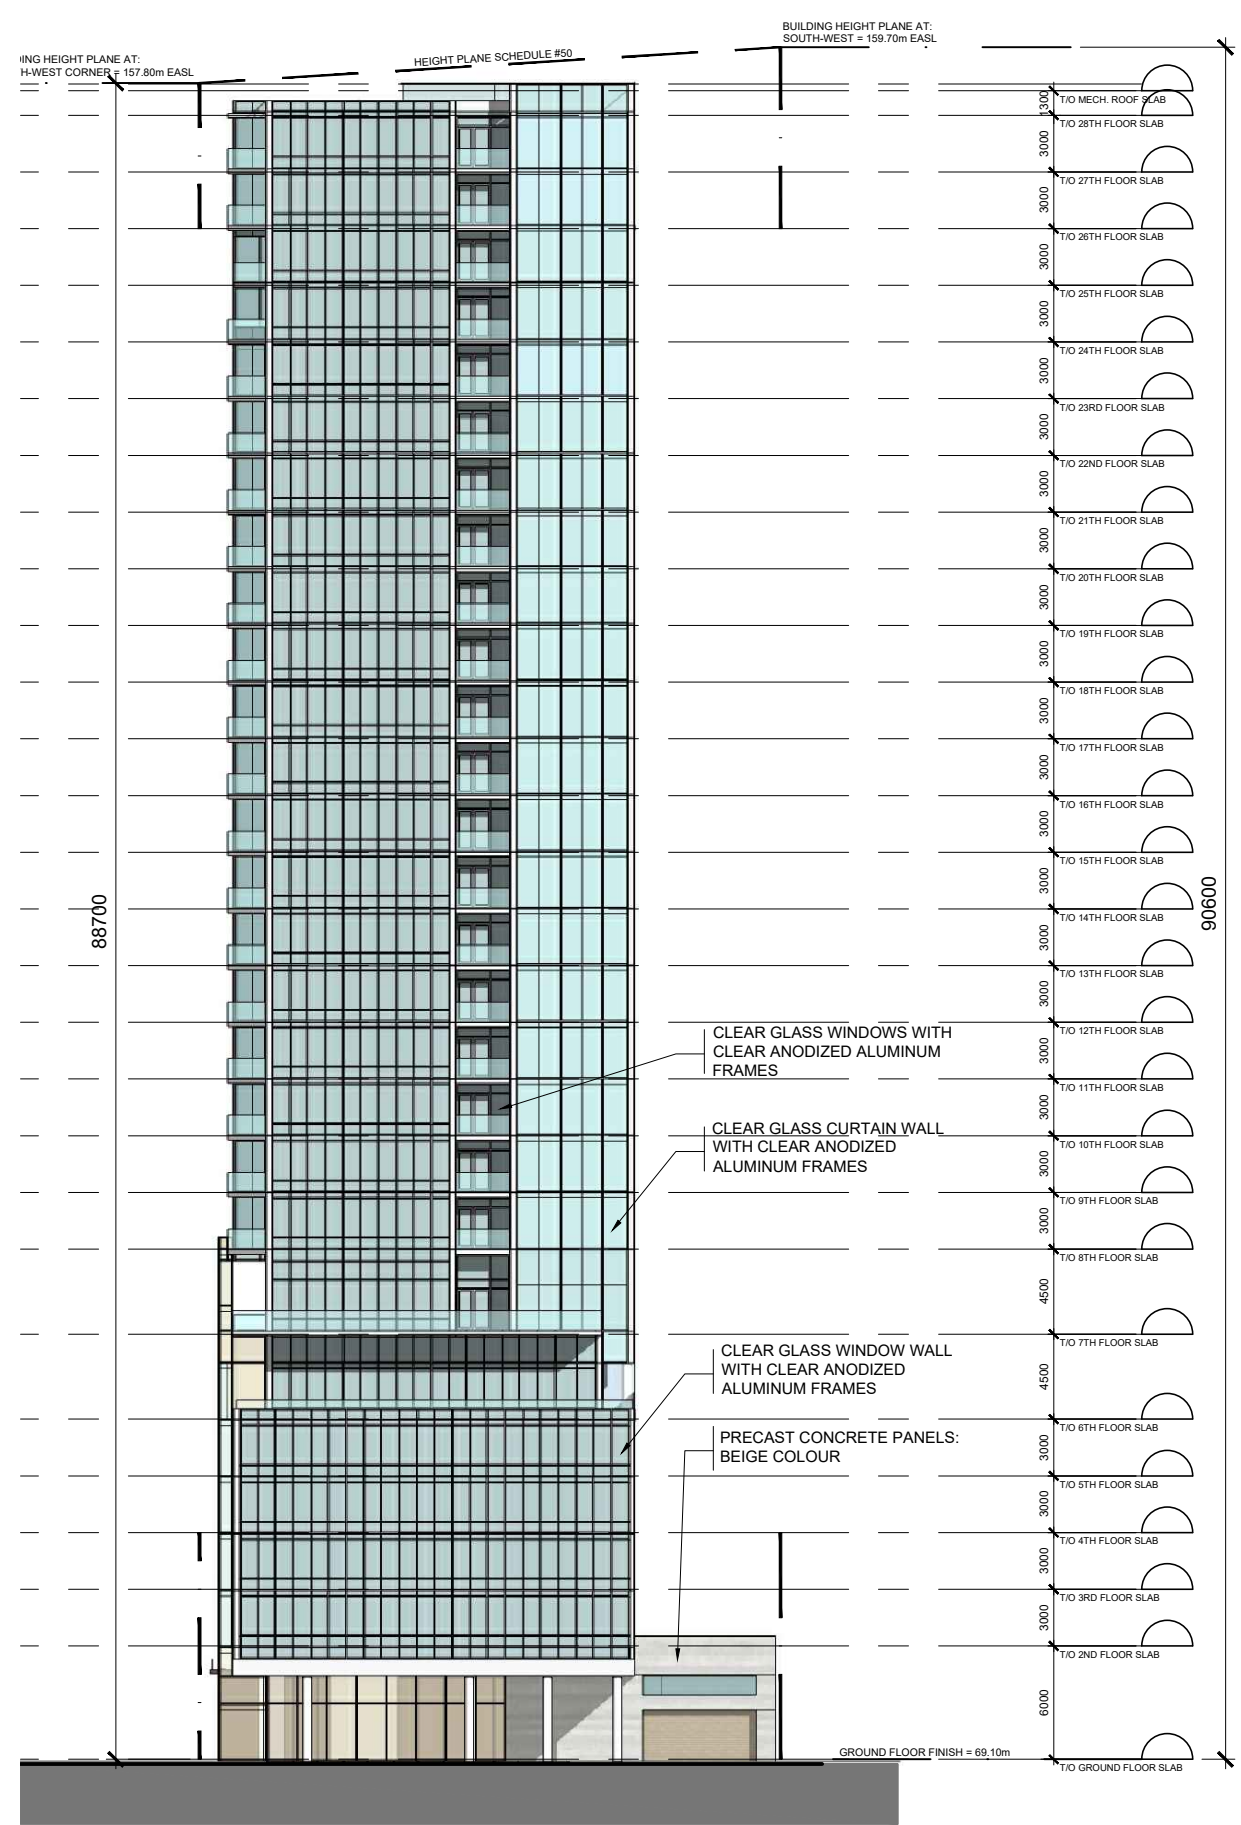 BUILDING HEIGHT PLANE AT:
SOUTH-WEST = 159.70m EASL
HEIGHT PLANE SCHEDULE #50
ING HEIGHT PLANE AT:
H-WEST CORNER = 157.80m EASL
1300
T/O MECH. ROOF SLAB
T/O 28TH FLOOR SLAB
3000
T/O 27TH FLOOR SLAB
3000
T/O 26TH FLOOR SLAB
3000
T/O 25TH FLOOR SLAB
3000
T/O 24TH FLOOR SLAB
3000
T/O 23RD FLOOR SLAB
3000
T/O 22ND FLOOR SLAB
3000
T/O 21TH FLOOR SLAB
3000
T/O 20TH FLOOR SLAB
3000
T/O 19TH FLOOR SLAB
3000
T/O 18TH FLOOR SLAB
3000
T/O 17TH FLOOR SLAB
3000
T/O 16TH FLOOR SLAB
3000
T/O 15TH FLOOR SLAB
3000
T/O 14TH FLOOR SLAB
88700
90600
3000
T/O 13TH FLOOR SLAB
3000
T/O 12TH FLOOR SLAB
CLEAR GLASS WINDOWS WITH
CLEAR ANODIZED ALUMINUM
FRAMES
3000
T/O 11TH FLOOR SLAB
3000
T/O 10TH FLOOR SLAB
CLEAR GLASS CURTAIN WALL
WITH CLEAR ANODIZED
ALUMINUM FRAMES
3000
T/O 9TH FLOOR SLAB
3000
T/O 8TH FLOOR SLAB
4500
T/O 7TH FLOOR SLAB
CLEAR GLASS WINDOW WALL
WITH CLEAR ANODIZED
ALUMINUM FRAMES
4500
T/O 6TH FLOOR SLAB
PRECAST CONCRETE PANELS:
BEIGE COLOUR
3000
T/O 5TH FLOOR SLAB
3000
T/O 4TH FLOOR SLAB
3000
T/O 3RD FLOOR SLAB
3000
T/O 2ND FLOOR SLAB
6000
GROUND FLOOR FINISH = 69.10m
T/O GROUND FLOOR SLAB